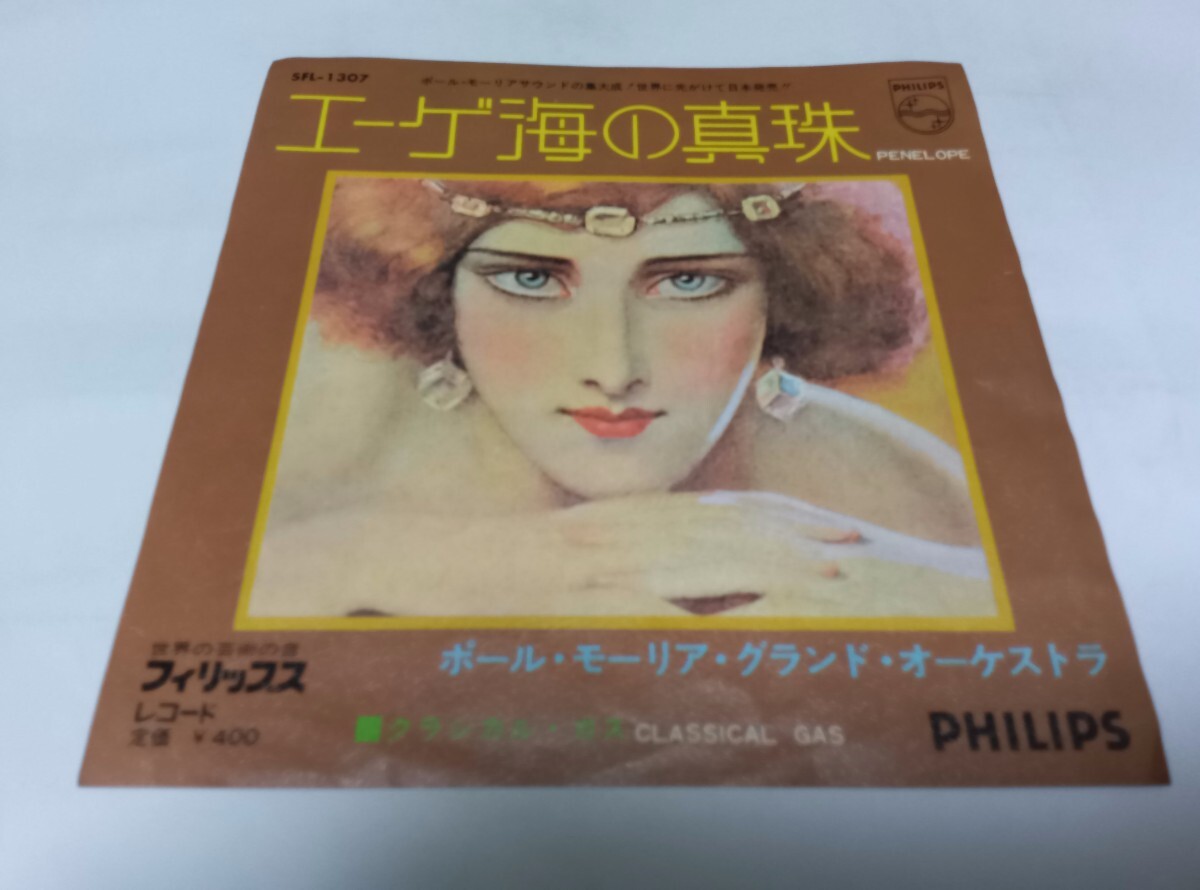 SFL-1307
ポール・モーリアサウンドの集大成!世界に先がけて日本発売!!
PHILIPS
エーゲ海の真珠
PENELOPE
世界の芸術の音
フィリップス
レコード
定価 ¥400
ポール・モーリア・グランド・オーケストラ
■クラシカル・ガス CLASSICAL GAS
PHILIPS